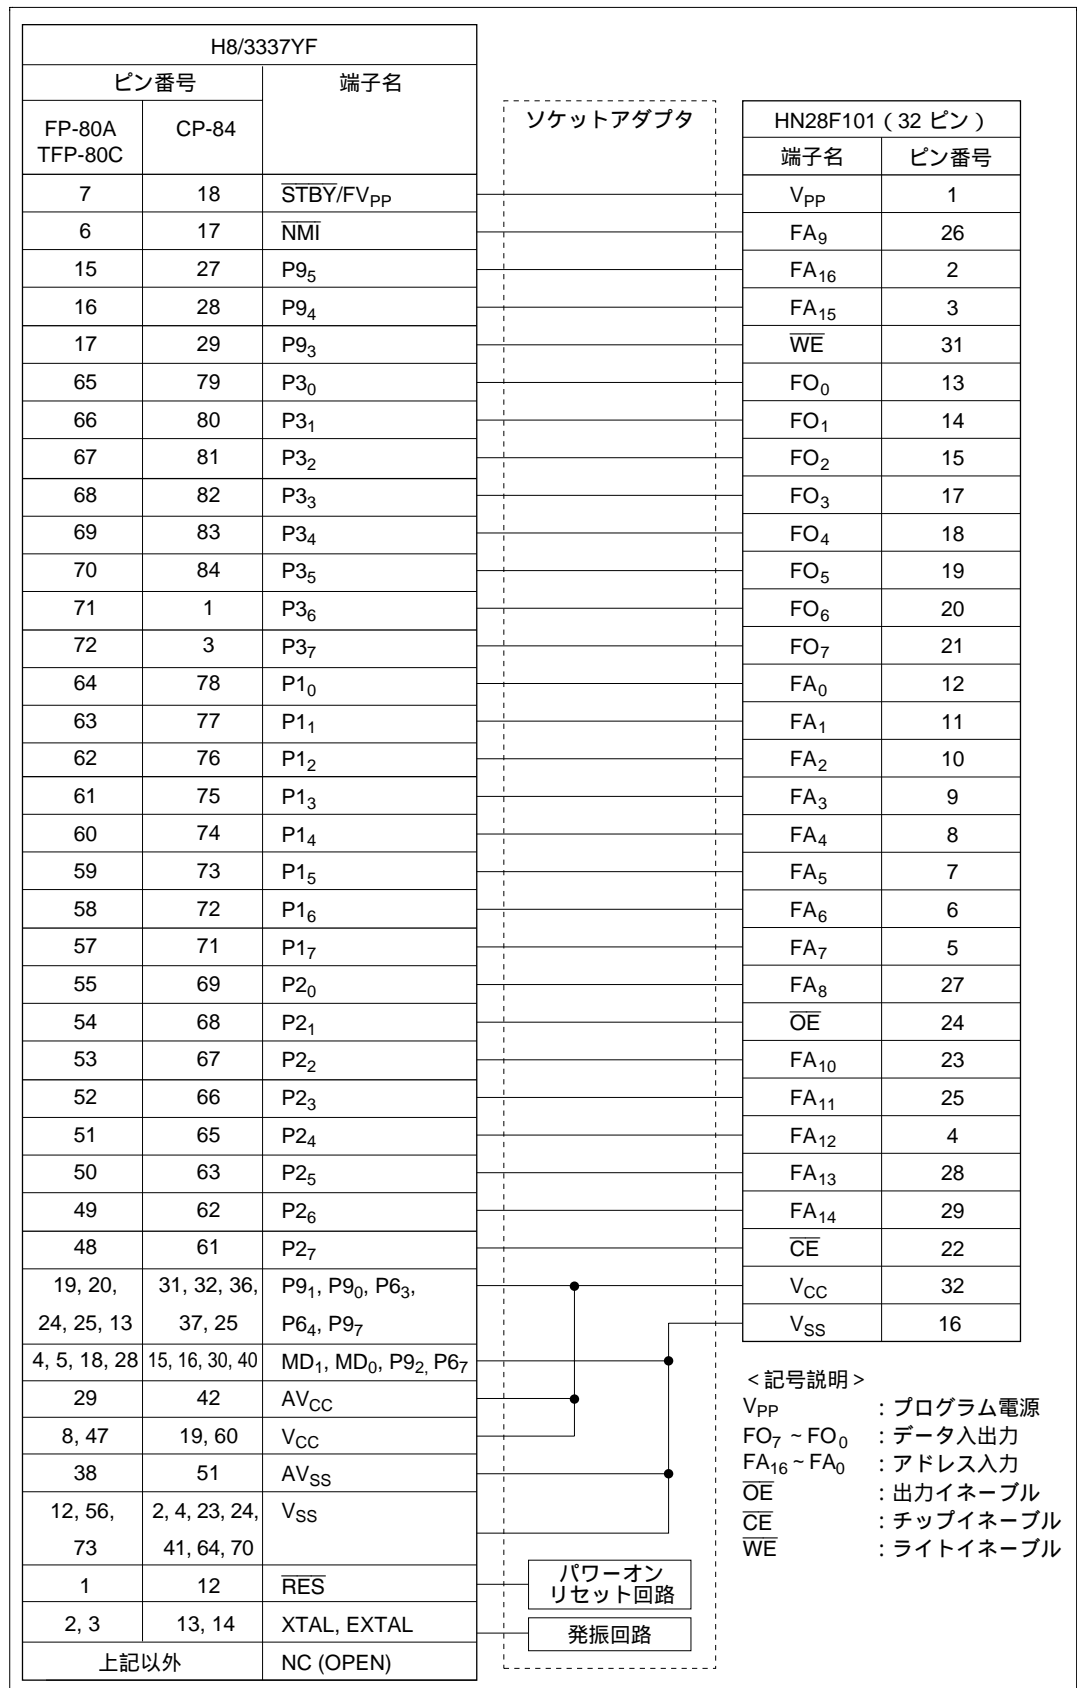 H8/3337YF
ピン番号 端子名
FP-80A TFP-80C CP-84
7 18 S̅T̅B̅Y̅/FVPP
6 17 N̅M̅I̅
15 27 P95
16 28 P94
17 29 P93
65 79 P30
66 80 P31
67 81 P32
68 82 P33
69 83 P34
70 84 P35
71 1 P36
72 3 P37
64 78 P10
63 77 P11
62 76 P12
61 75 P13
60 74 P14
59 73 P15
58 72 P16
57 71 P17
55 69 P20
54 68 P21
53 67 P22
52 66 P23
51 65 P24
50 63 P25
49 62 P26
48 61 P27
19, 20, 31, 32, 36, P91, P90, P63,
24, 25, 13 37, 25 P64, P97
4, 5, 18, 28 15, 16, 30, 40 MD1, MD0, P92, P67
29 42 AVCC
8, 47 19, 60 VCC
38 51 AVSS
12, 56, 2, 4, 23, 24, VSS
73 41, 64, 70
1 12 R̅E̅S̅
2, 3 13, 14 XTAL, EXTAL
上記以外 NC (OPEN)
ソケットアダプタ
パワーオン
リセット回路
発振回路
HN28F101（32 ピン）
端子名 ピン番号
VPP 1
FA9 26
FA16 2
FA15 3
W̅E̅ 31
FO0 13
FO1 14
FO2 15
FO3 17
FO4 18
FO5 19
FO6 20
FO7 21
FA0 12
FA1 11
FA2 10
FA3 9
FA4 8
FA5 7
FA6 6
FA7 5
FA8 27
O̅E̅ 24
FA10 23
FA11 25
FA12 4
FA13 28
FA14 29
C̅E̅ 22
VCC 32
VSS 16
＜記号説明＞
VPP ：プログラム電源
FO7 ~ FO0 ：データ入出力
FA16 ~ FA0 ：アドレス入力
O̅E̅ ：出力イネーブル
C̅E̅ ：チップイネーブル
W̅E̅ ：ライトイネーブル